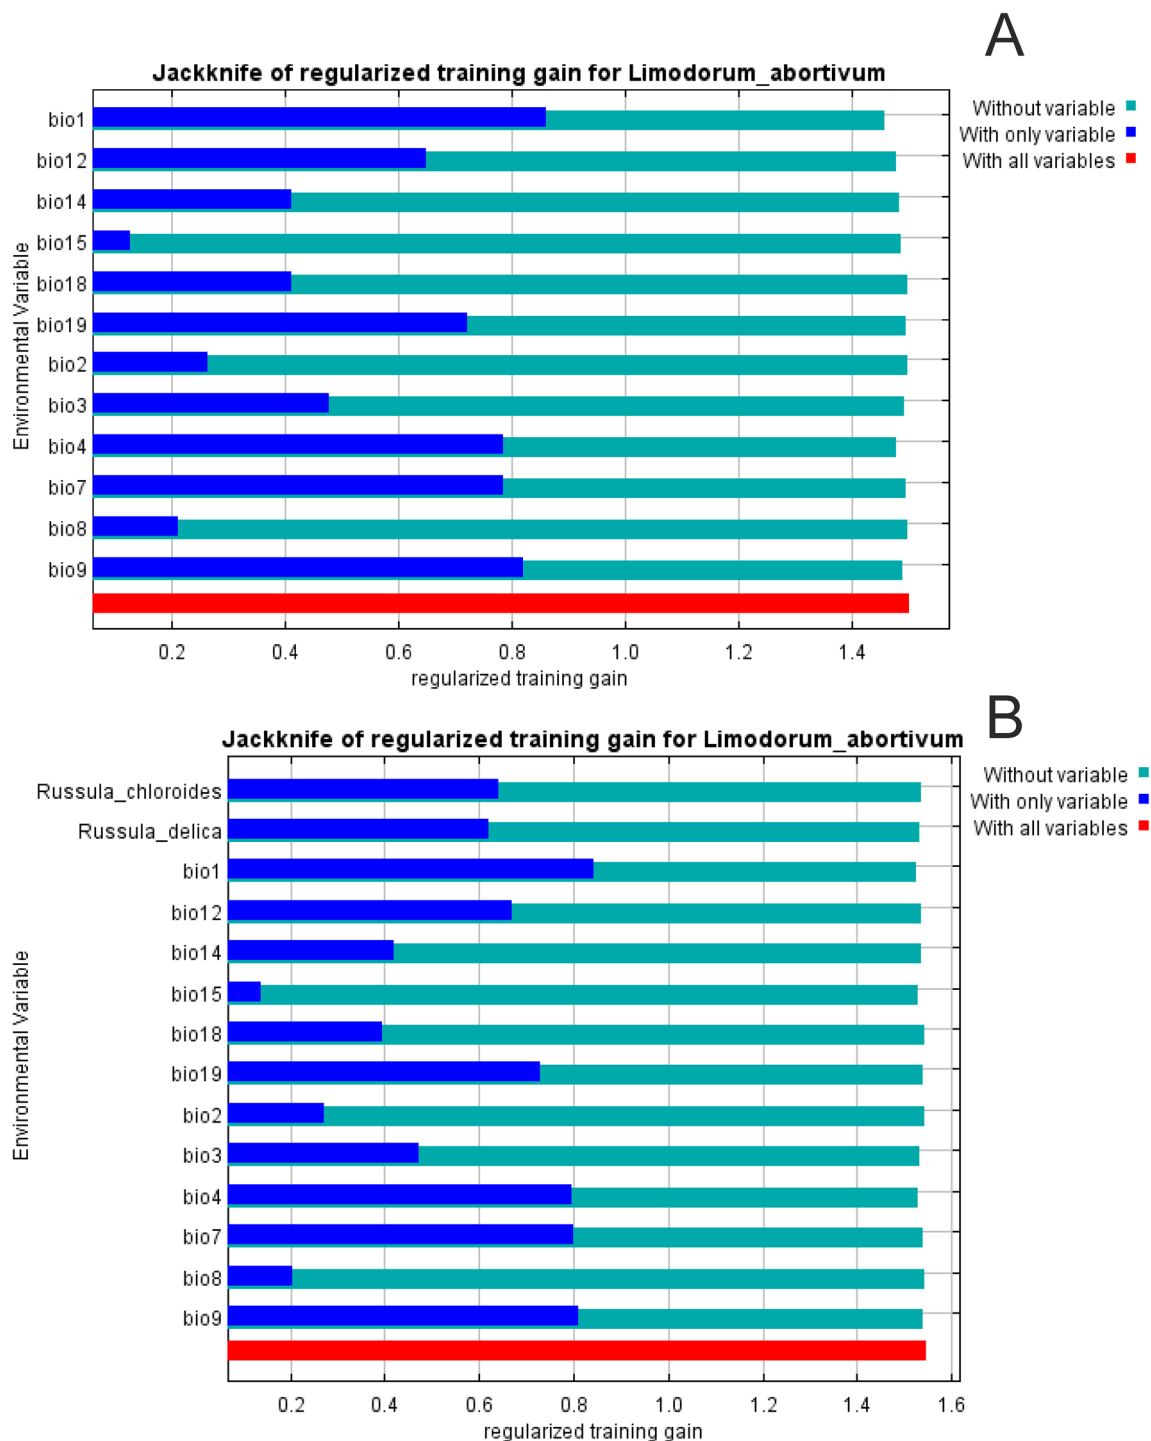 A
Jackknife of regularized training gain for Limodorum_abortivum
Without variable
With only variable
With all variables
Environmental Variable
bio1
bio12
bio14
bio15
bio18
bio19
bio2
bio3
bio4
bio7
bio8
bio9
0.2 0.4 0.6 0.8 1.0 1.2 1.4
regularized training gain
B
Jackknife of regularized training gain for Limodorum_abortivum
Without variable
With only variable
With all variables
Environmental Variable
Russula_chloroides
Russula_delica
bio1
bio12
bio14
bio15
bio18
bio19
bio2
bio3
bio4
bio7
bio8
bio9
0.2 0.4 0.6 0.8 1.0 1.2 1.4 1.6
regularized training gain